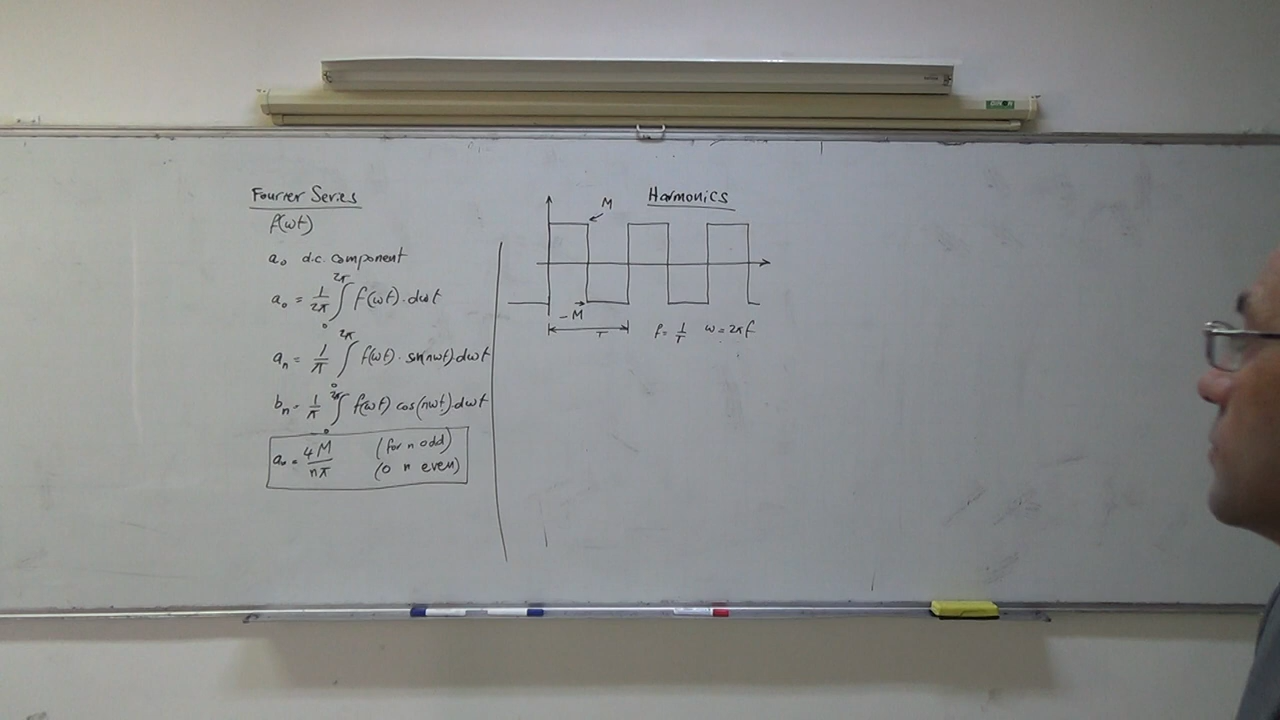 Fourier Series
f(ωt)
a₀ d.c. component
a₀ = 1/2π ∫₀^2π f(ωt).dωt
aₙ = 1/π ∫₀^2π f(ωt).sin(nωt).dωt
bₙ = 1/π ∫₀^2π f(ωt) cos(nωt).dωt
aₙ = 4M/nπ (for n odd)
(0 n even)
Harmonics
M
-M
T
f = 1/T ω = 2πf